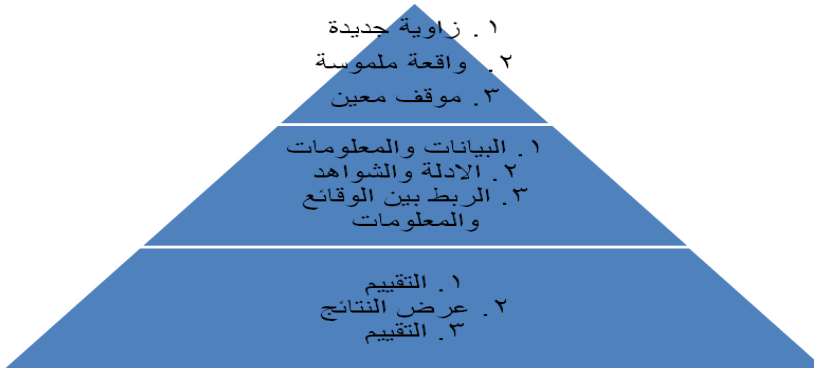 ١. زاوية جديدة
٢. واقعة ملموسة
٣. موقف معين
١. البيانات والمعلومات
٢. الادلة والشواهد
٣. الربط بين الوقائع
والمعلومات
١. التقييم
٢. عرض النتائج
٣. التقييم